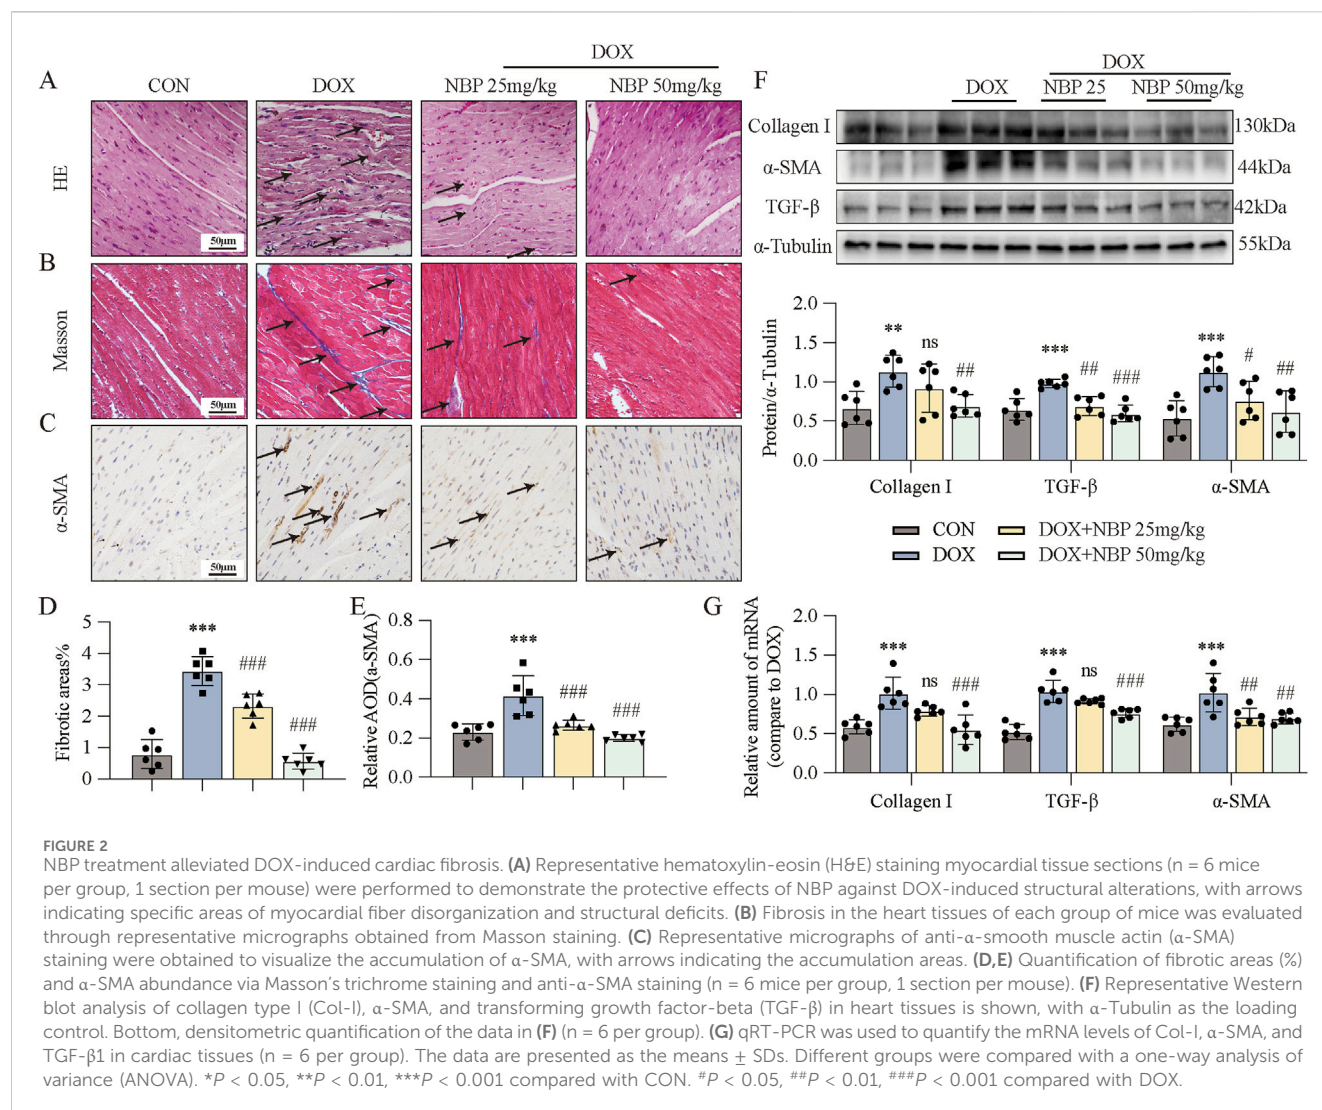 DOX
A
CON
DOX
NBP 25mg/kg
NBP 50mg/kg
HE
50μm
B
Masson
50μm
C
α-SMA
50μm
D
Fibrotic areas%
5
4
3
2
1
0
***
###
###
E
Relative AOD(a-SMA)
0.8
0.6
0.4
0.2
0.0
***
###
###
F
DOX
DOX
NBP 25
NBP 50mg/kg
Collagen I
130kDa
α-SMA
44kDa
TGF-β
42kDa
α-Tubulin
55kDa
Protein/α-Tubulin
2.0
1.5
1.0
0.5
0.0
**
ns
##
***
##
###
***
#
##
Collagen I
TGF-β
α-SMA
CON
DOX+NBP 25mg/kg
DOX
DOX+NBP 50mg/kg
G
Relative amount of mRNA
(compare to DOX)
2.0
1.5
1.0
0.5
0.0
***
ns
###
***
ns
###
***
##
##
Collagen I
TGF-β
α-SMA
FIGURE 2
NBP treatment alleviated DOX-induced cardiac fibrosis. (A) Representative hematoxylin-eosin (H&E) staining myocardial tissue sections (n = 6 mice
per group, 1 section per mouse) were performed to demonstrate the protective effects of NBP against DOX-induced structural alterations, with arrows
indicating specific areas of myocardial fiber disorganization and structural deficits. (B) Fibrosis in the heart tissues of each group of mice was evaluated
through representative micrographs obtained from Masson staining. (C) Representative micrographs of anti-α-smooth muscle actin (α-SMA)
staining were obtained to visualize the accumulation of α-SMA, with arrows indicating the accumulation areas. (D,E) Quantification of fibrotic areas (%)
and α-SMA abundance via Masson's trichrome staining and anti-α-SMA staining (n = 6 mice per group, 1 section per mouse). (F) Representative Western
blot analysis of collagen type I (Col-I), α-SMA, and transforming growth factor-beta (TGF-β) in heart tissues is shown, with α-Tubulin as the loading
control. Bottom, densitometric quantification of the data in (F) (n = 6 per group). (G) qRT-PCR was used to quantify the mRNA levels of Col-I, α-SMA, and
TGF-β1 in cardiac tissues (n = 6 per group). The data are presented as the means ± SDs. Different groups were compared with a one-way analysis of
variance (ANOVA). *P < 0.05, **P < 0.01, ***P < 0.001 compared with CON. #P < 0.05, ##P < 0.01, ###P < 0.001 compared with DOX.